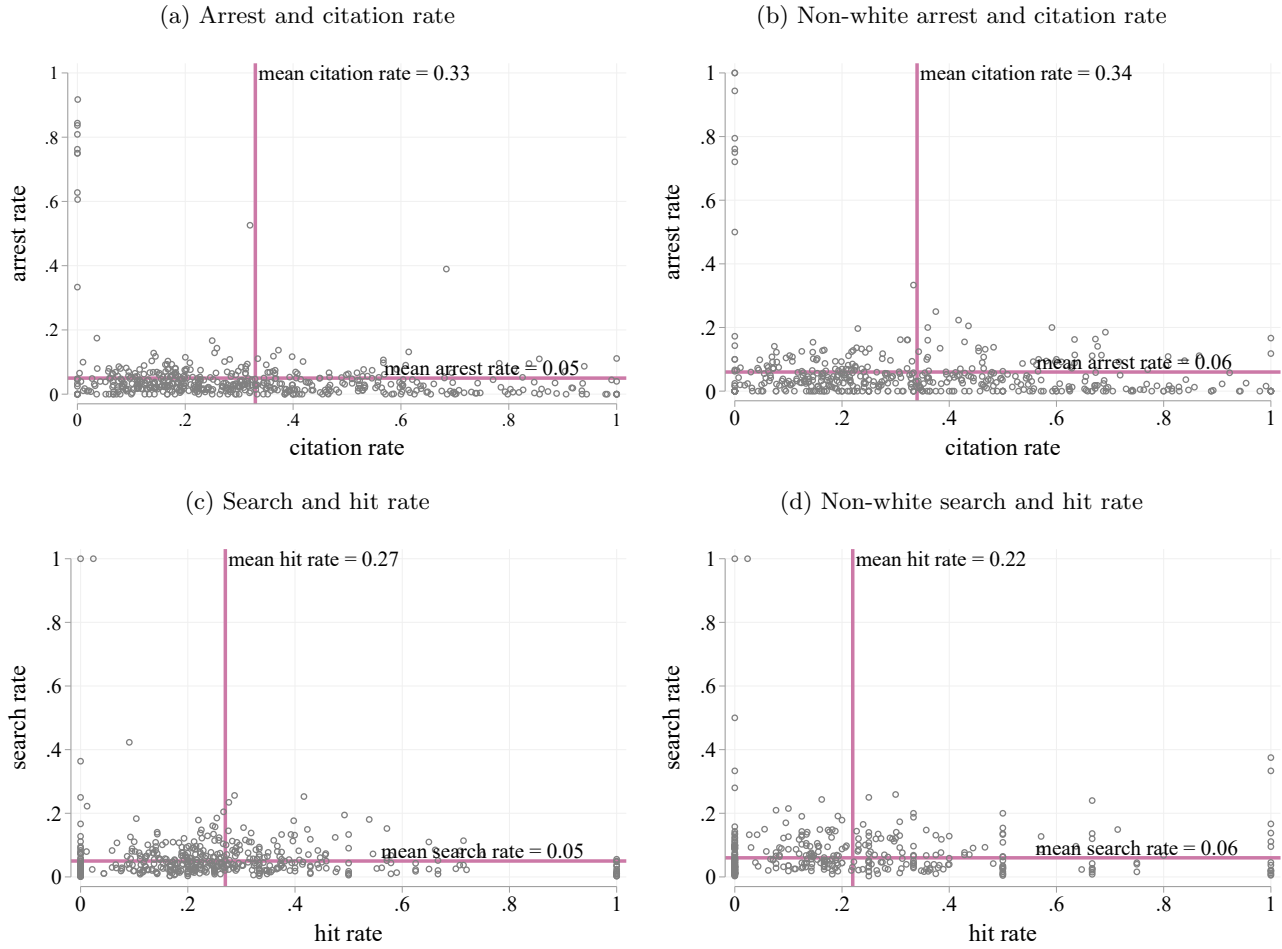 (a) Arrest and citation rate
mean citation rate = 0.33
mean arrest rate = 0.05
arrest rate
1
.8
.6
.4
.2
0
0 .2 .4 .6 .8 1
citation rate
(b) Non-white arrest and citation rate
mean citation rate = 0.34
mean arrest rate = 0.06
arrest rate
1
.8
.6
.4
.2
0
0 .2 .4 .6 .8 1
citation rate
(c) Search and hit rate
mean hit rate = 0.27
mean search rate = 0.05
search rate
1
.8
.6
.4
.2
0
0 .2 .4 .6 .8 1
hit rate
(d) Non-white search and hit rate
mean hit rate = 0.22
mean search rate = 0.06
search rate
1
.8
.6
.4
.2
0
0 .2 .4 .6 .8 1
hit rate